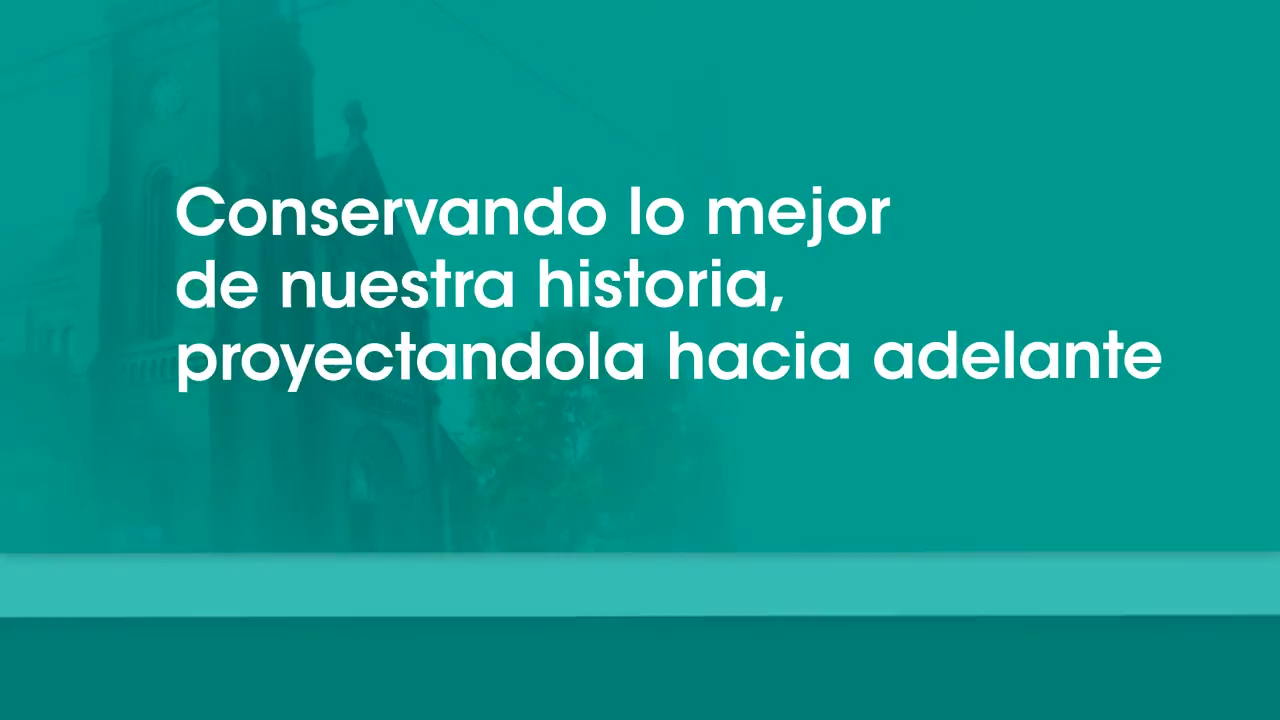 Conservando lo mejor
de nuestra historia,
proyectandola hacia adelante